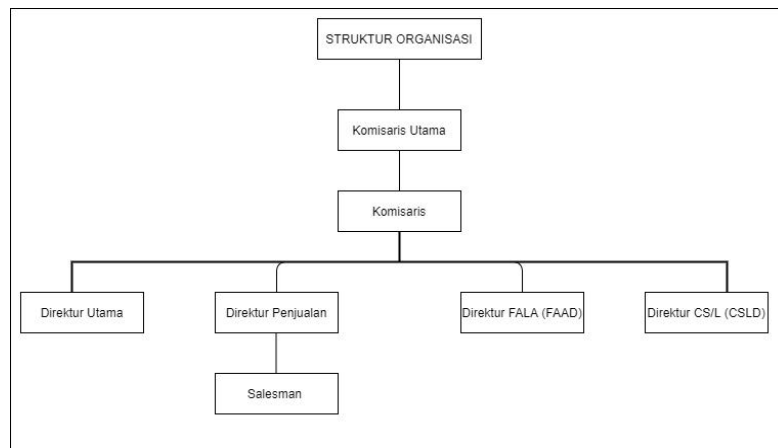 STRUKTUR ORGANISASI
Komisaris Utama
Komisaris
Direktur Utama
Direktur Penjualan
Direktur FALA (FAAD)
Direktur CS/L (CSLD)
Salesman